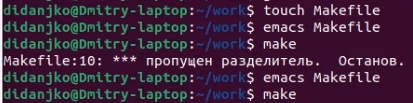 didanjko@Dmitry-laptop:~/work$ touch Makefile
didanjko@Dmitry-laptop:~/work$ emacs Makefile
didanjko@Dmitry-laptop:~/work$ make
Makefile:10: *** пропущен разделитель.  Останов.
didanjko@Dmitry-laptop:~/work$ emacs Makefile
didanjko@Dmitry-laptop:~/work$ make